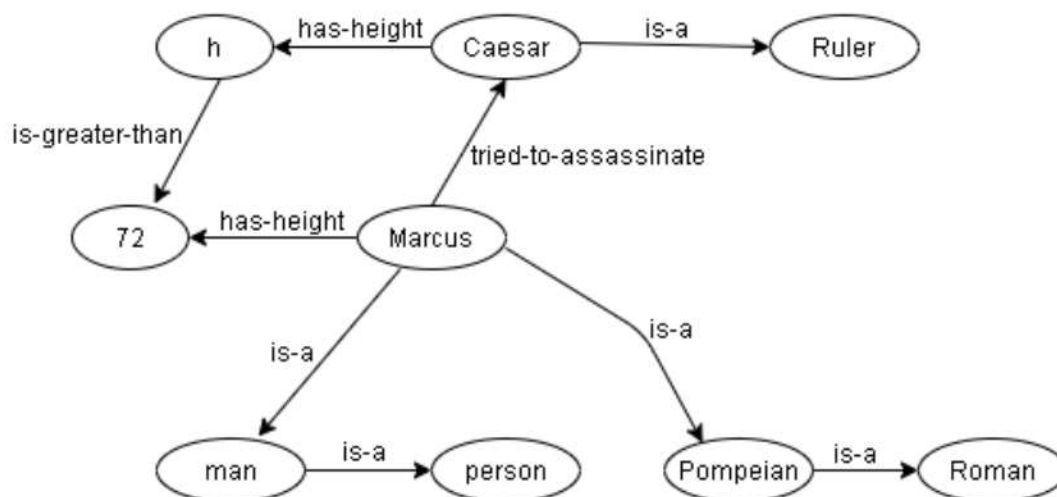 h
has-height
Caesar
is-a
Ruler
is-greater-than
tried-to-assassinate
72
has-height
Marcus
is-a
is-a
man
is-a
person
Pompeian
is-a
Roman